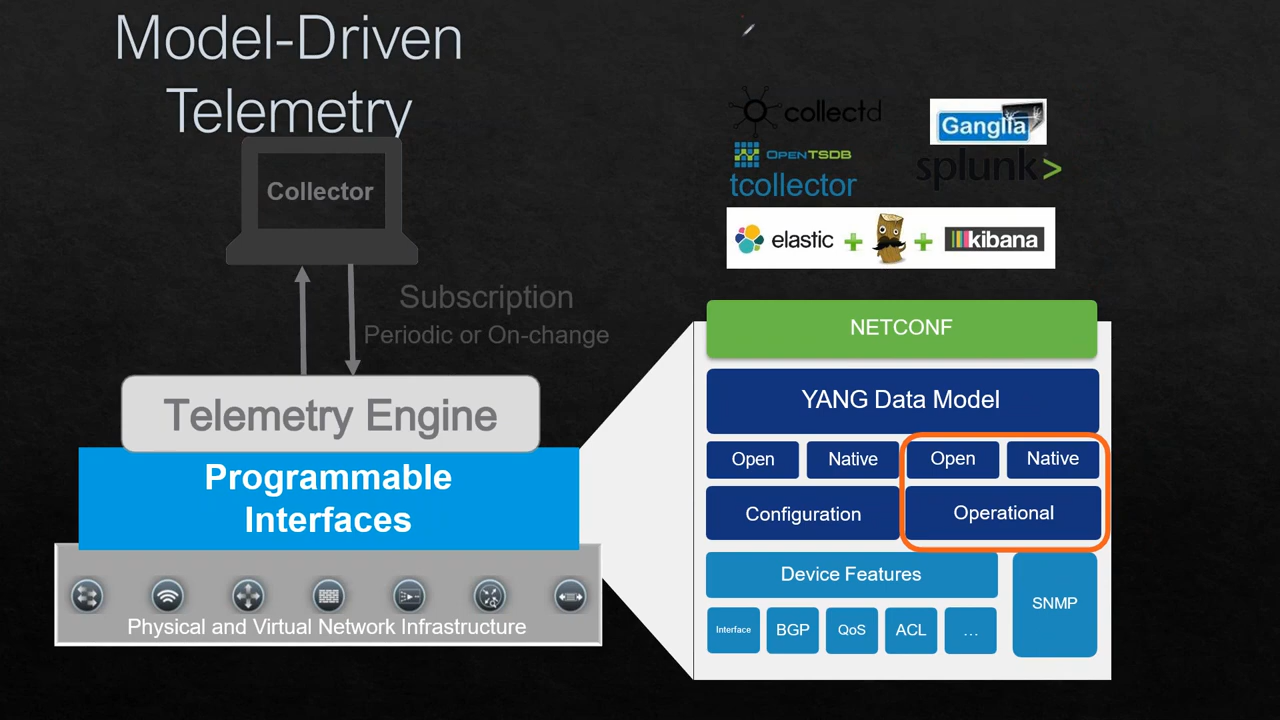 Model-Driven
Telemetry
Collector
Subscription
Periodic or On-change
Telemetry Engine
Programmable
Interfaces
Physical and Virtual Network Infrastructure
collectd
Ganglia
OPENTSDB
splunk>
tcollector
elastic + + kibana
NETCONF
YANG Data Model
Open Native Open Native
Configuration Operational
Device Features
SNMP
Interface BGP QoS ACL ...